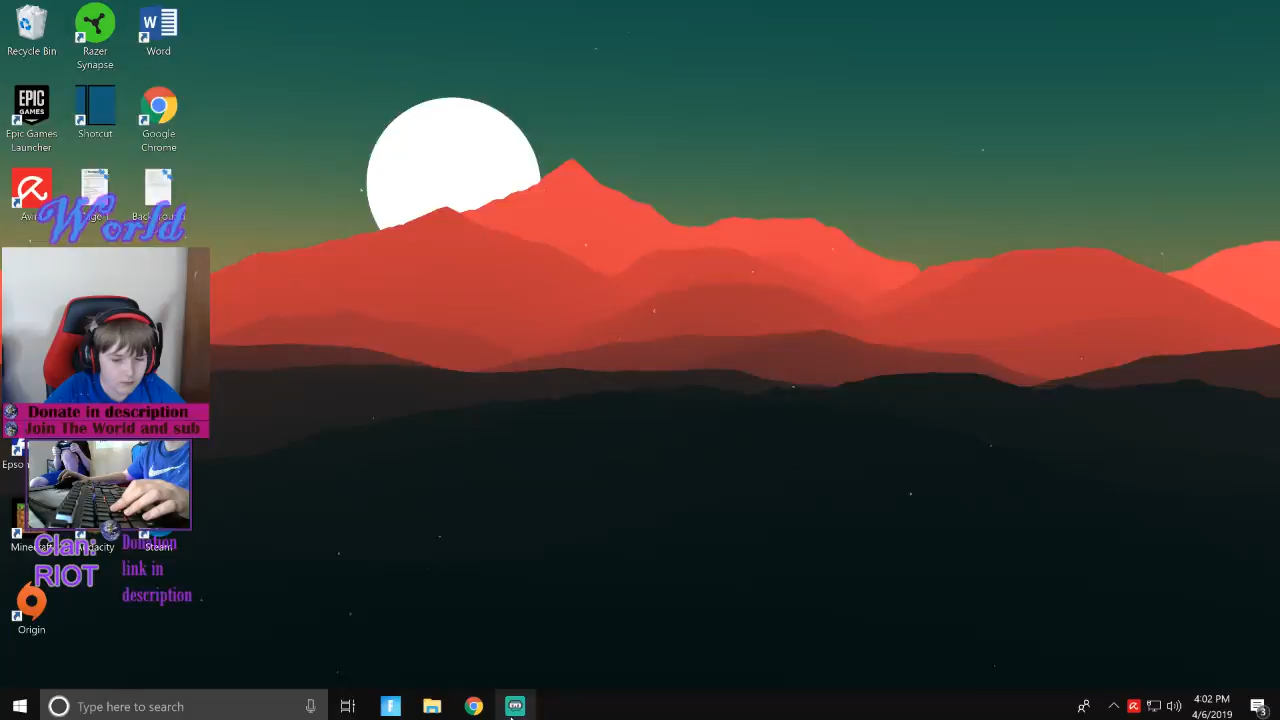 Recycle Bin
Razer Synapse
Word
W
EPIC GAMES
Epic Games Launcher
Shotcut
Google Chrome
World
Donate in description
Join The World and sub
Clan: RIOT
Donation link in description
Steam
Origin
Type here to search
4:02 PM
4/6/2019
3